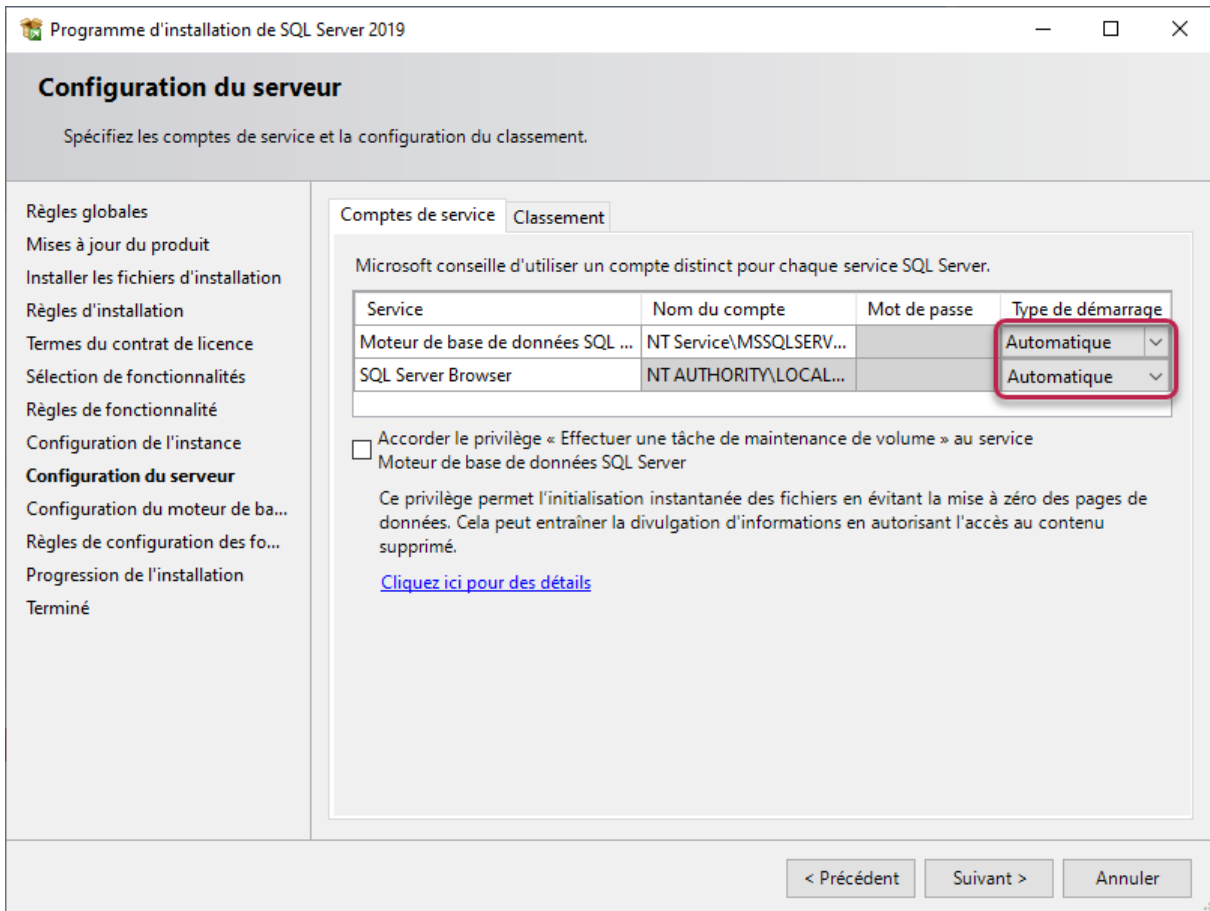 Programme d'installation de SQL Server 2019
Configuration du serveur
Spécifiez les comptes de service et la configuration du classement.
Règles globales
Mises à jour du produit
Installer les fichiers d'installation
Règles d'installation
Termes du contrat de licence
Sélection de fonctionnalités
Règles de fonctionnalité
Configuration de l'instance
Configuration du serveur
Configuration du moteur de ba...
Règles de configuration des fo...
Progression de l'installation
Terminé
Comptes de service Classement
Microsoft conseille d'utiliser un compte distinct pour chaque service SQL Server.
Service Nom du compte Mot de passe Type de démarrage
Moteur de base de données SQL ... NT Service\MSSQLSERV... Automatique
SQL Server Browser NT AUTHORITY\LOCAL... Automatique
Accorder le privilège « Effectuer une tâche de maintenance de volume » au service
Moteur de base de données SQL Server
Ce privilège permet l'initialisation instantanée des fichiers en évitant la mise à zéro des pages de
données. Cela peut entraîner la divulgation d'informations en autorisant l'accès au contenu
supprimé.
Cliquez ici pour des détails
< Précédent Suivant > Annuler